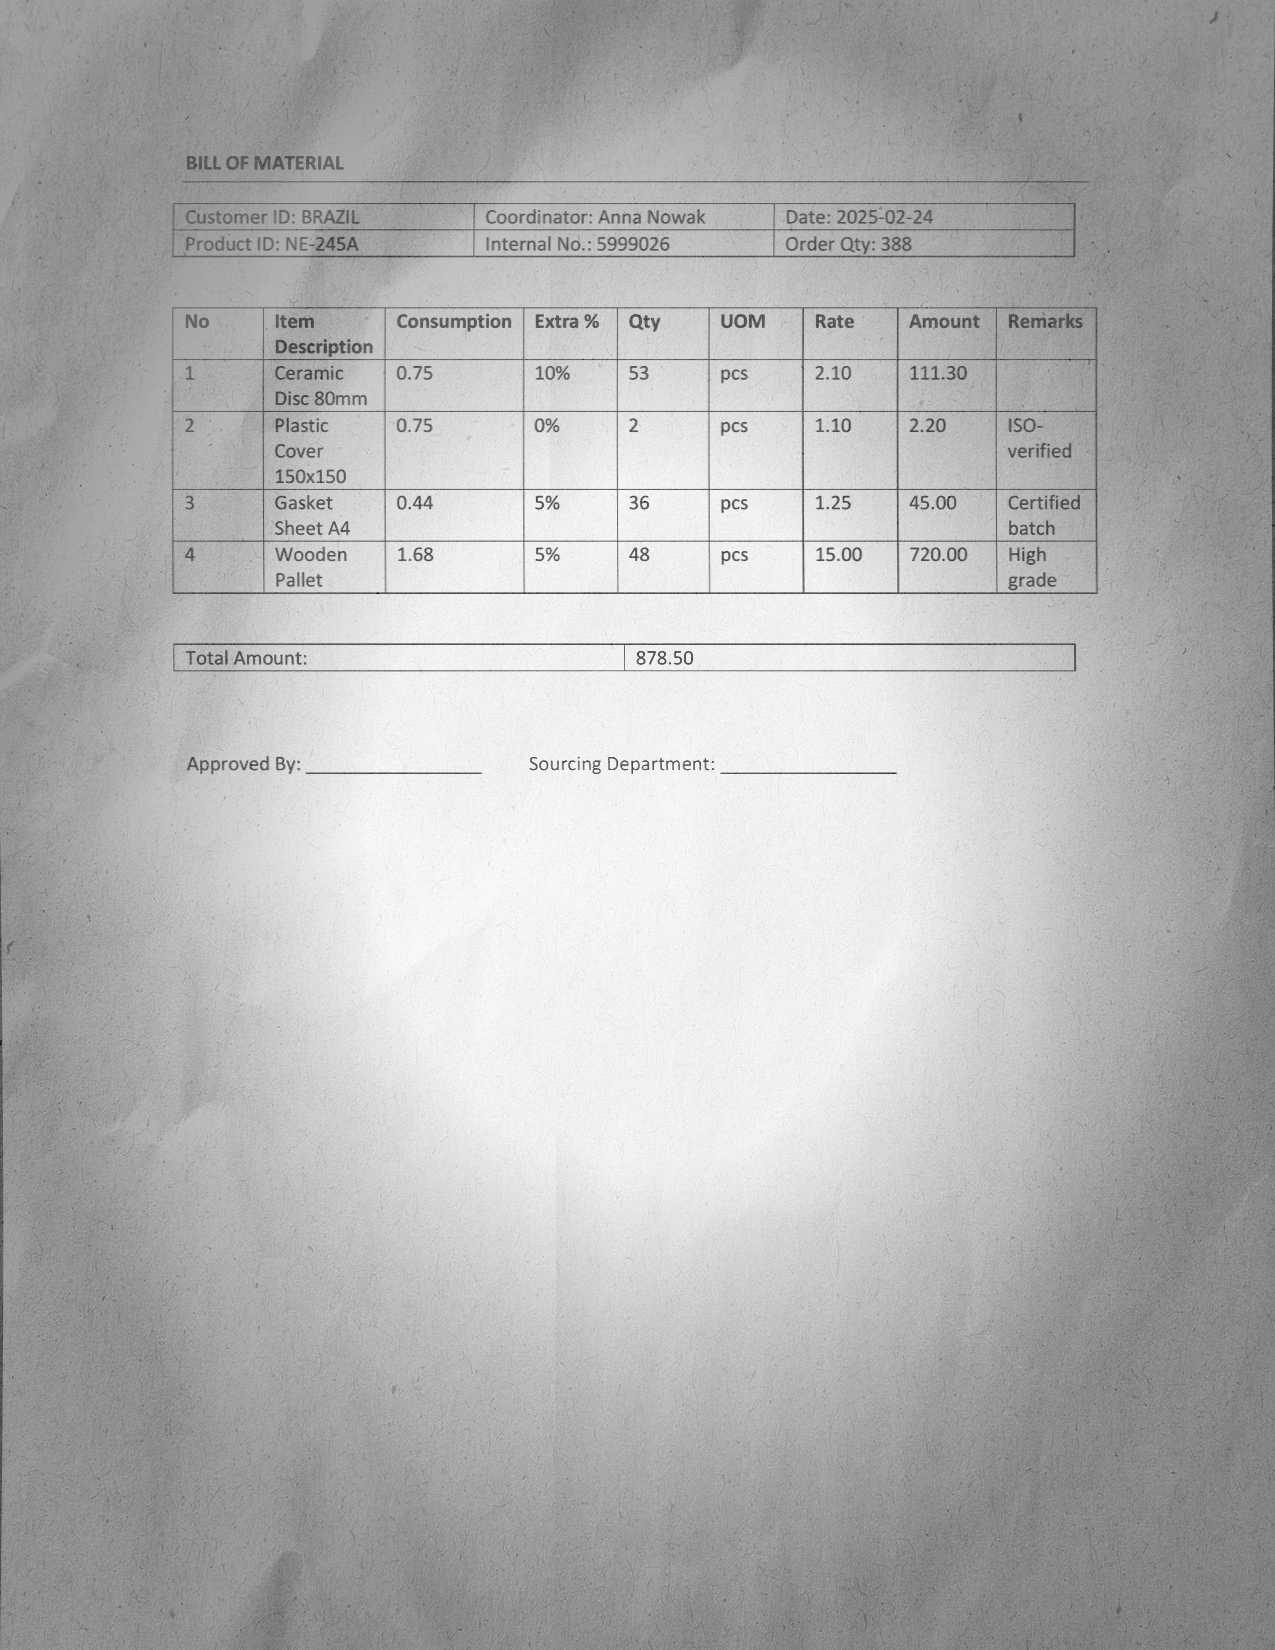 BILL OF MATERIAL
Customer ID: BRAZIL Coordinator: Anna Nowak Date: 2025-02-24
Product ID: NE-245A Internal No.: 5999026 Order Qty: 388
No Item Description Consumption Extra % Qty UOM Rate Amount Remarks
1 Ceramic Disc 80mm 0.75 10% 53 pcs 2.10 111.30
2 Plastic Cover 150x150 0.75 0% 2 pcs 1.10 2.20 ISO-verified
3 Gasket Sheet A4 0.44 5% 36 pcs 1.25 45.00 Certified batch
4 Wooden Pallet 1.68 5% 48 pcs 15.00 720.00 High grade
Total Amount: 878.50
Approved By: Sourcing Department: